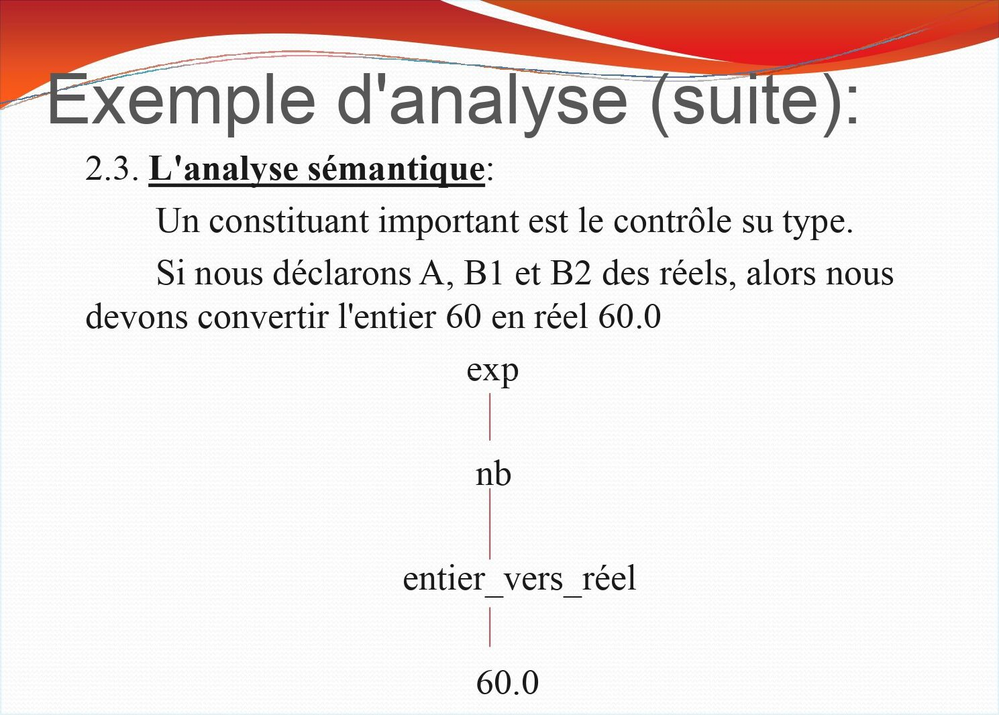 Exemple d'analyse (suite):
2.3. L'analyse sémantique:
Un constituant important est le contrôle su type.
Si nous déclarons A, B1 et B2 des réels, alors nous
devons convertir l'entier 60 en réel 60.0
exp
nb
entier_vers_réel
60.0